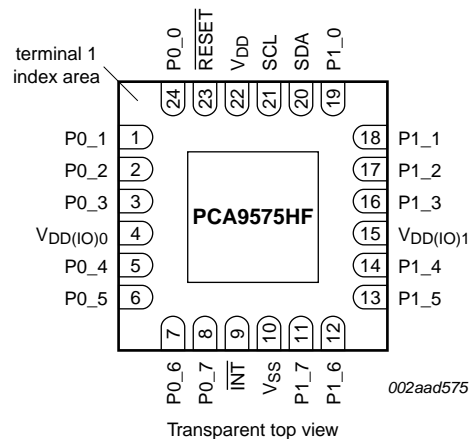 terminal 1
index area
P0_0
RESET
VDD
SCL
SDA
P1_0
24
23
22
21
20
19
P0_1 1
P0_2 2
P0_3 3
VDD(IO)0 4
P0_4 5
P0_5 6
PCA9575HF
18 P1_1
17 P1_2
16 P1_3
15 VDD(IO)1
14 P1_4
13 P1_5
7
8
9
10
11
12
P0_6
P0_7
INT
VSS
P1_7
P1_6
002aad575
Transparent top view